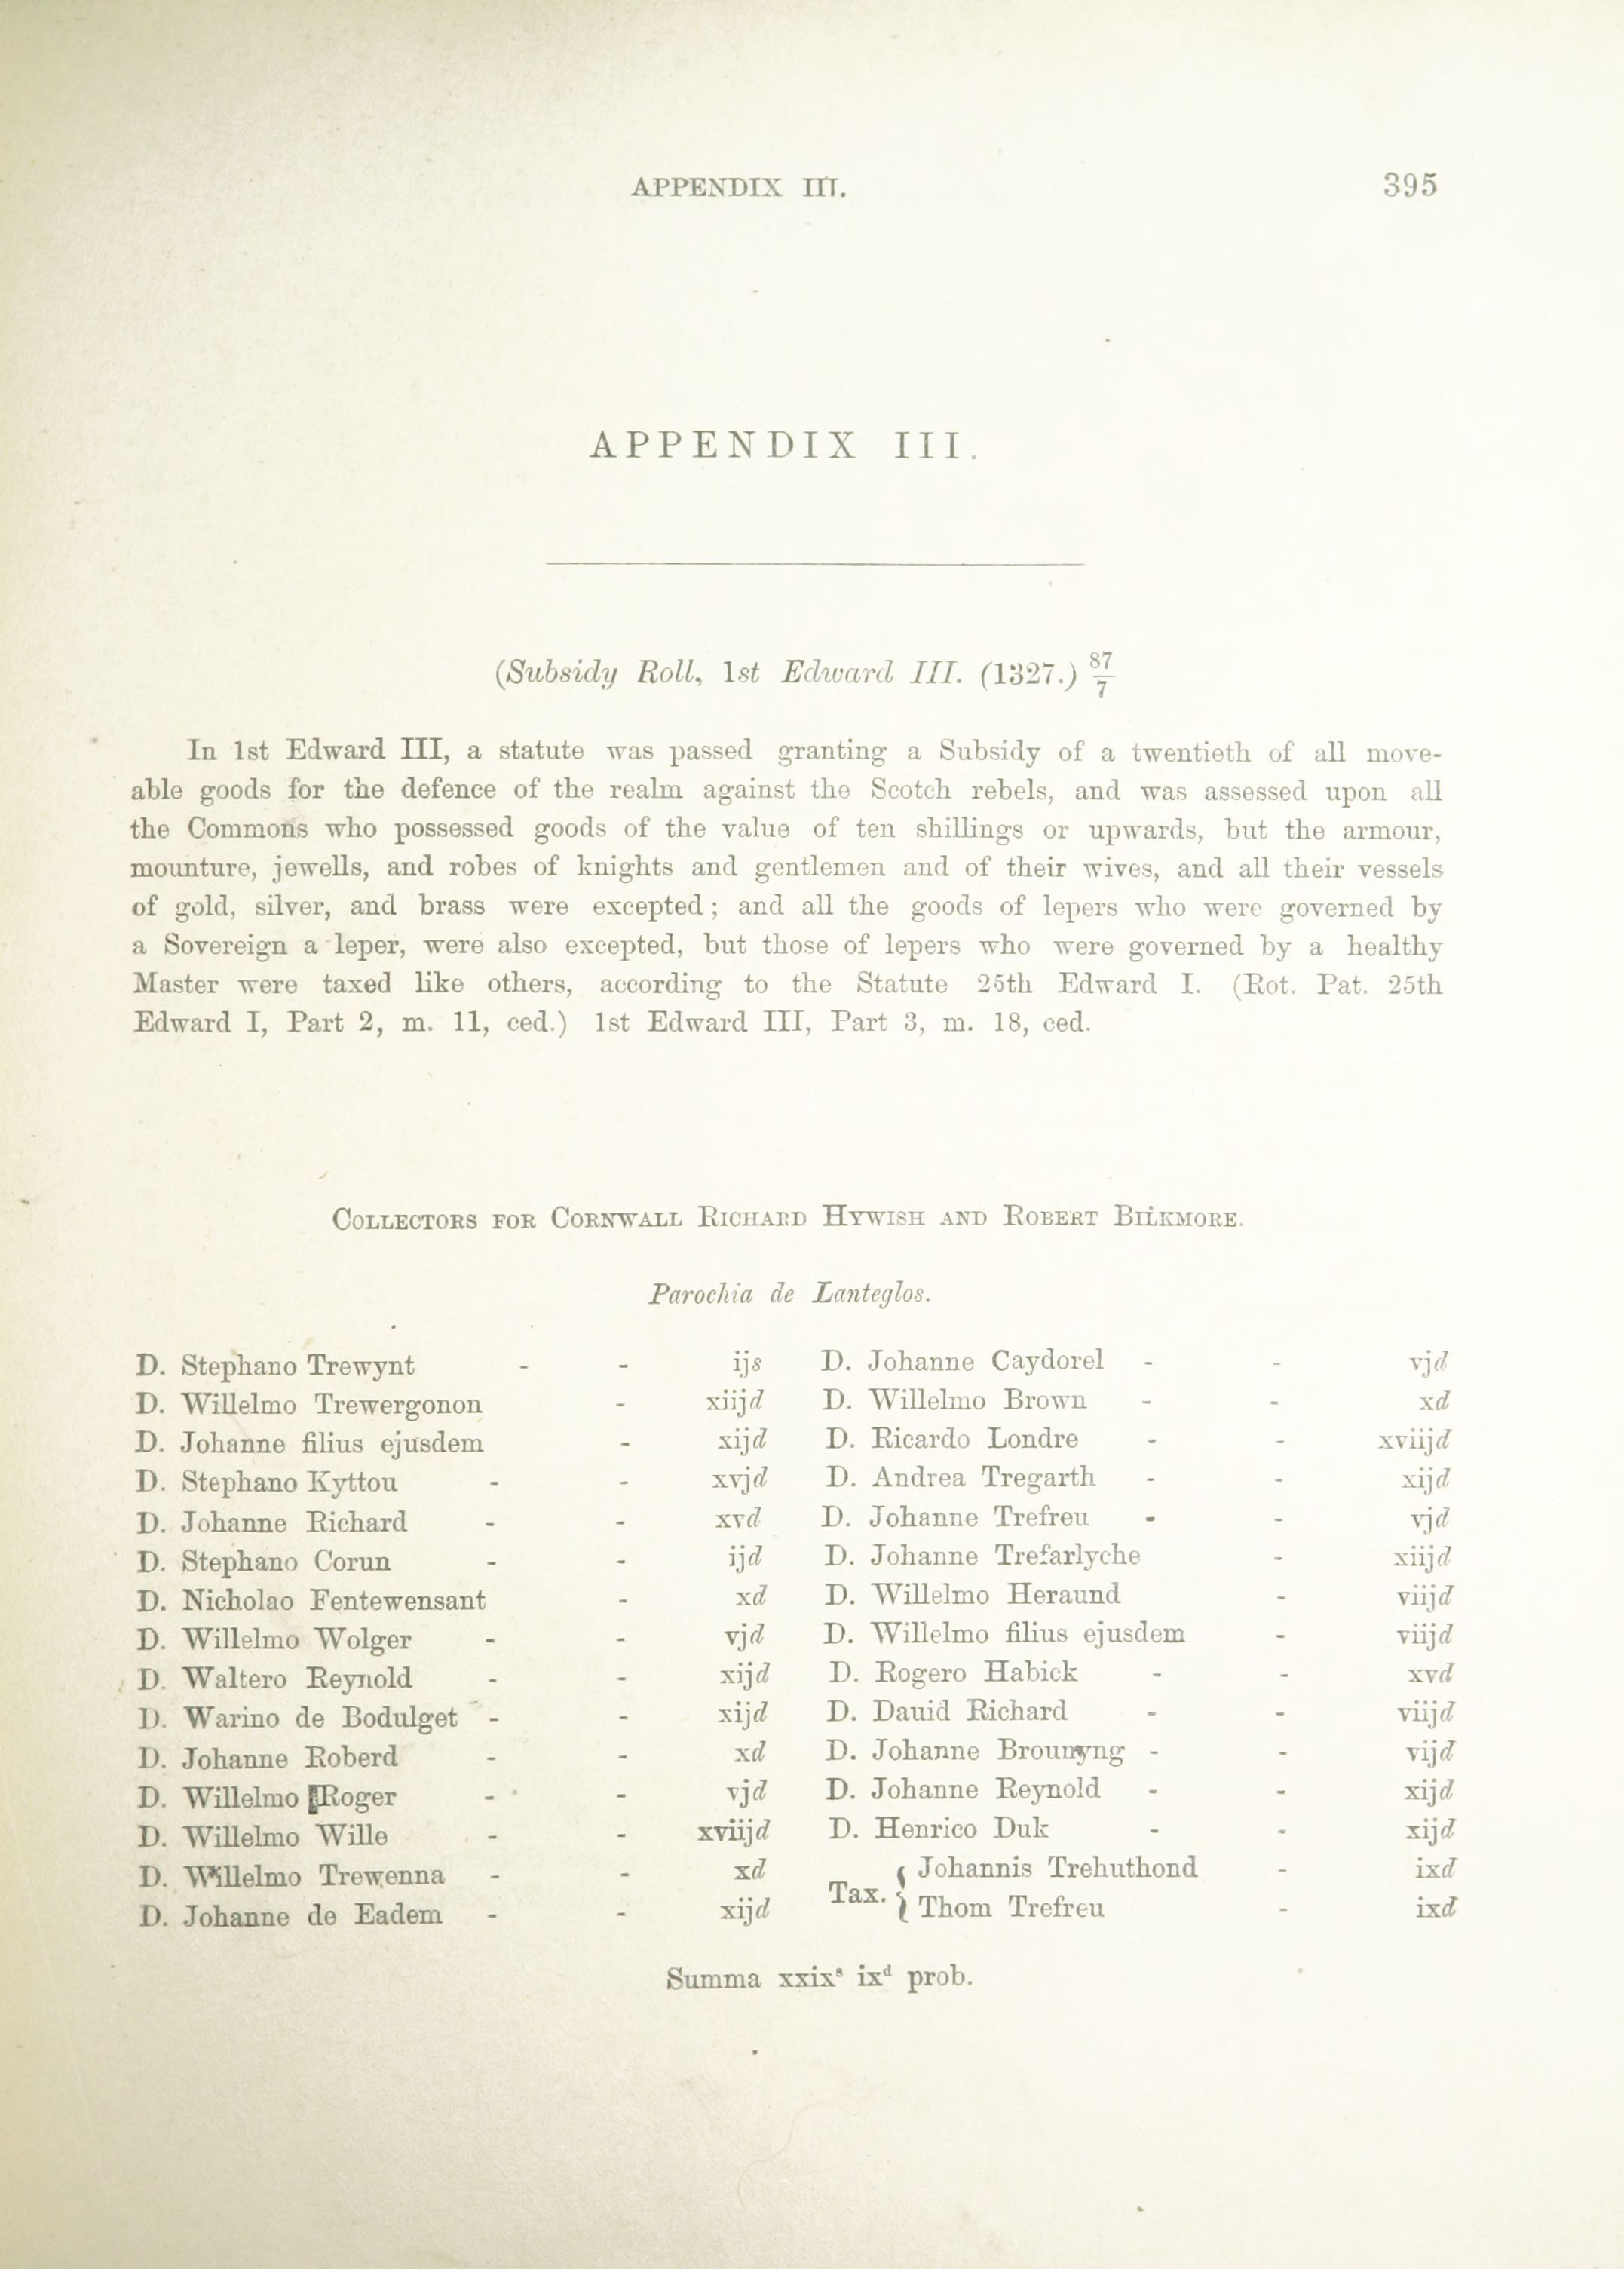 APPENDIX III. 395
APPENDIX III.
(Subsidy Roll, 1st Edward III. (1327.) 87/7
In 1st Edward III, a statute was passed granting a Subsidy of a twentieth of all move-
able goods for the defence of the realm against the Scotch rebels, and was assessed upon all
the Commons who possessed goods of the value of ten shillings or upwards, but the armour,
mounture, jewells, and robes of knights and gentlemen and of their wives, and all their vessels
of gold, silver, and brass were excepted; and all the goods of lepers who were governed by
a Sovereign a leper, were also excepted, but those of lepers who were governed by a healthy
Master were taxed like others, according to the Statute 25th Edward I. (Rot. Pat. 25th
Edward I, Part 2, m. 11, ced.) 1st Edward III, Part 3, m. 18, ced.
COLLECTORS FOR CORNWALL RICHARD HYWISH AND ROBERT BILKMORE.
Parochia de Lanteglos.
D. Stephano Trewynt - - ijs
D. Willelmo Trewergonon - xiijd
D. Johanne filius ejusdem - xijd
D. Stephano Kyttou - - xvjd
D. Johanne Richard - - xvd
D. Stephano Corun - - ijd
D. Nicholao Fentewensant - xd
D. Willelmo Wolger - - vjd
D. Waltero Reynold - - xijd
D. Warino de Bodulget - - xijd
D. Johanne Roberd - - xd
D. Willelmo Roger - - vjd
D. Willelmo Wille - - xviijd
D. Willelmo Trewenna - - xd
D. Johanne de Eadem - - xijd
D. Johanne Caydorel - - vjd
D. Willelmo Brown - - xd
D. Ricardo Londre - - xviijd
D. Andrea Tregarth - - xijd
D. Johanne Trefreu - - vjd
D. Johanne Trefarlyche - xiijd
D. Willelmo Heraund - viijd
D. Willelmo filius ejusdem - viijd
D. Rogero Habick - - xvd
D. Dauid Richard - - viijd
D. Johanne Brounyng - - vijd
D. Johanne Reynold - - xijd
D. Henrico Duk - - xijd
Tax. { Johannis Trehuthond - ixd
Thom Trefreu - ixd
Summa xxixs ixd prob.